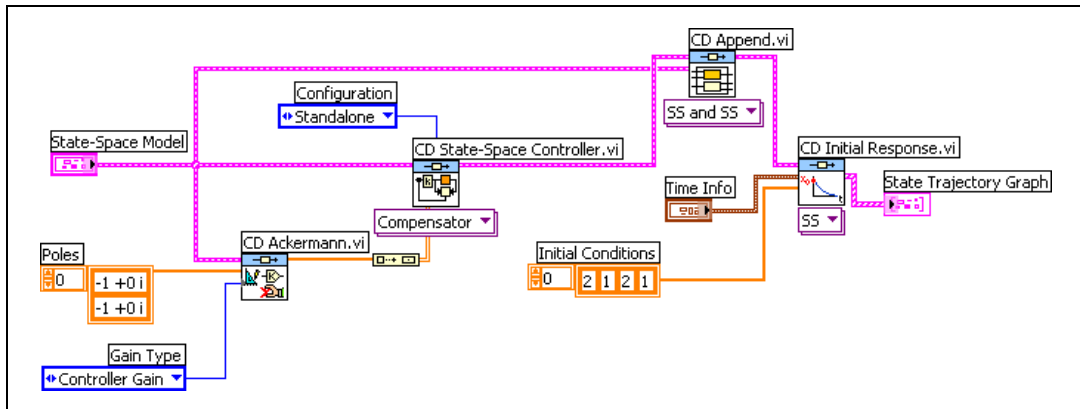 CD Append.vi
SS and SS
Configuration
Standalone
State-Space Model
CD State-Space Controller.vi
Compensator
CD Initial Response.vi
x₀
t
SS
Time Info
State Trajectory Graph
CD Ackermann.vi
K
Poles
0
-1 +0 i
-1 +0 i
Initial Conditions
0 2 1 2 1
Gain Type
Controller Gain